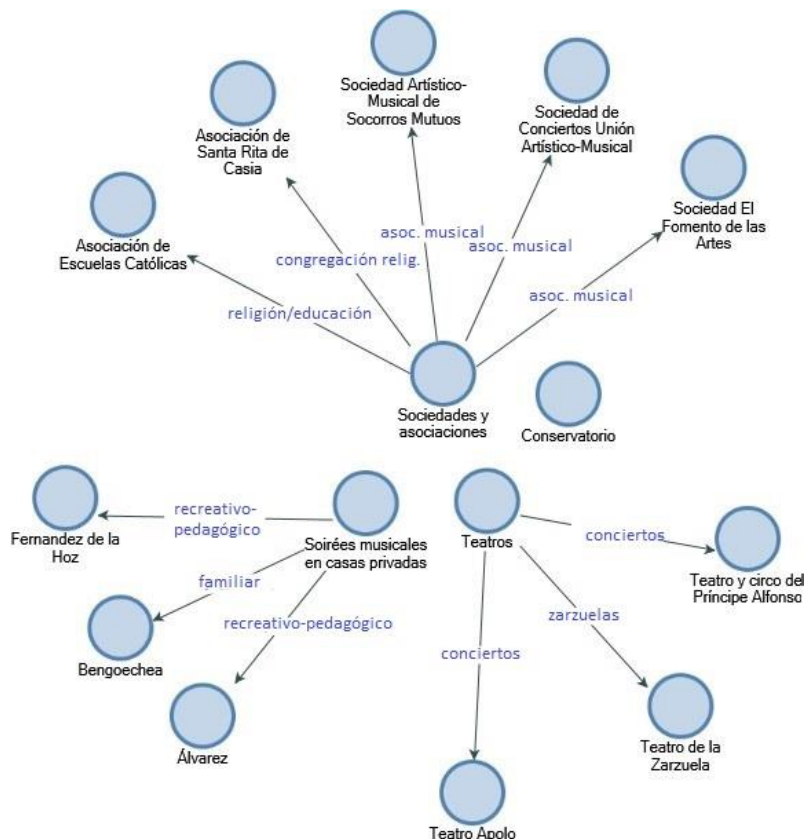 Sociedad Artístico-
Musical de
Socorros Mutuos
Sociedad de
Conciertos Unión
Artístico-Musical
Asociación de
Santa Rita de
Casia
Sociedad El
Fomento de las
Artes
Asociación de
Escuelas Católicas
asoc. musical
asoc. musical
congregación relig.
asoc. musical
religión/educación
Sociedades y
asociaciones
Conservatorio
recreativo-
pedagógico
Fernandez de la
Hoz
Soirées musicales
en casas privadas
Teatros
conciertos
Teatro y circo del
Príncipe Alfonso
familiar
zarzuelas
recreativo-pedagógico
conciertos
Bengoechea
Álvarez
Teatro de la
Zarzuela
Teatro Apolo